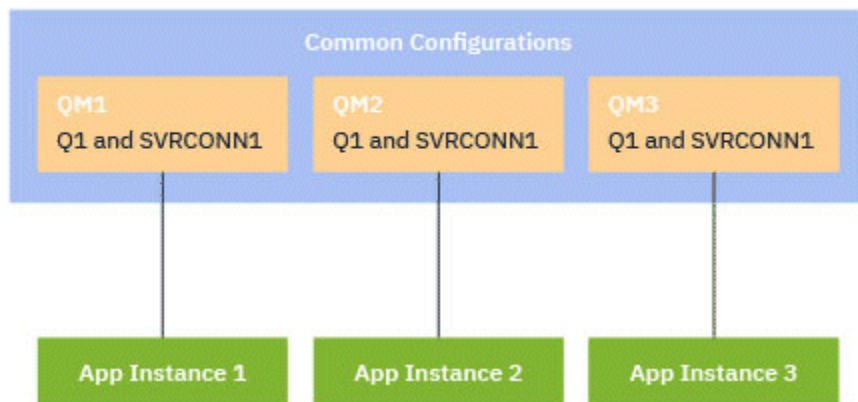 Common Configurations
QM1
Q1 and SVRCONN1
QM2
Q1 and SVRCONN1
QM3
Q1 and SVRCONN1
App Instance 1
App Instance 2
App Instance 3